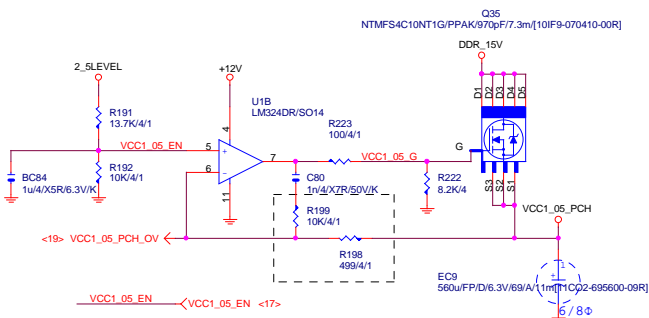 Q35
NTMFS4C10NT1G/PPAK/970pF/7.3m/[10IF9-070410-00R]
DDR_15V
2_5LEVEL
+12V
D1
D2
D3
D4
D5
U1B
LM324DR/SO14
R191
13.7K/4/1
R223
100/4/1
4
VCC1_05_EN
5
+
7
VCC1_05_G
G
6
-
R192
10K/4/1
BC84
1u/4/X5R/6.3V/K
11
C80
1n/4/X7R/50V/K
R222
8.2K/4
S3
S2
S1
VCC1_05_PCH
R199
10K/4/1
<19> VCC1_05_PCH_OV
R198
499/4/1
1
+
EC9
560u/FP/D/6.3V/69/A/11m[11CO2-695600-09R]
VCC1_05_EN
VCC1_05_EN <17>
6/8Φ